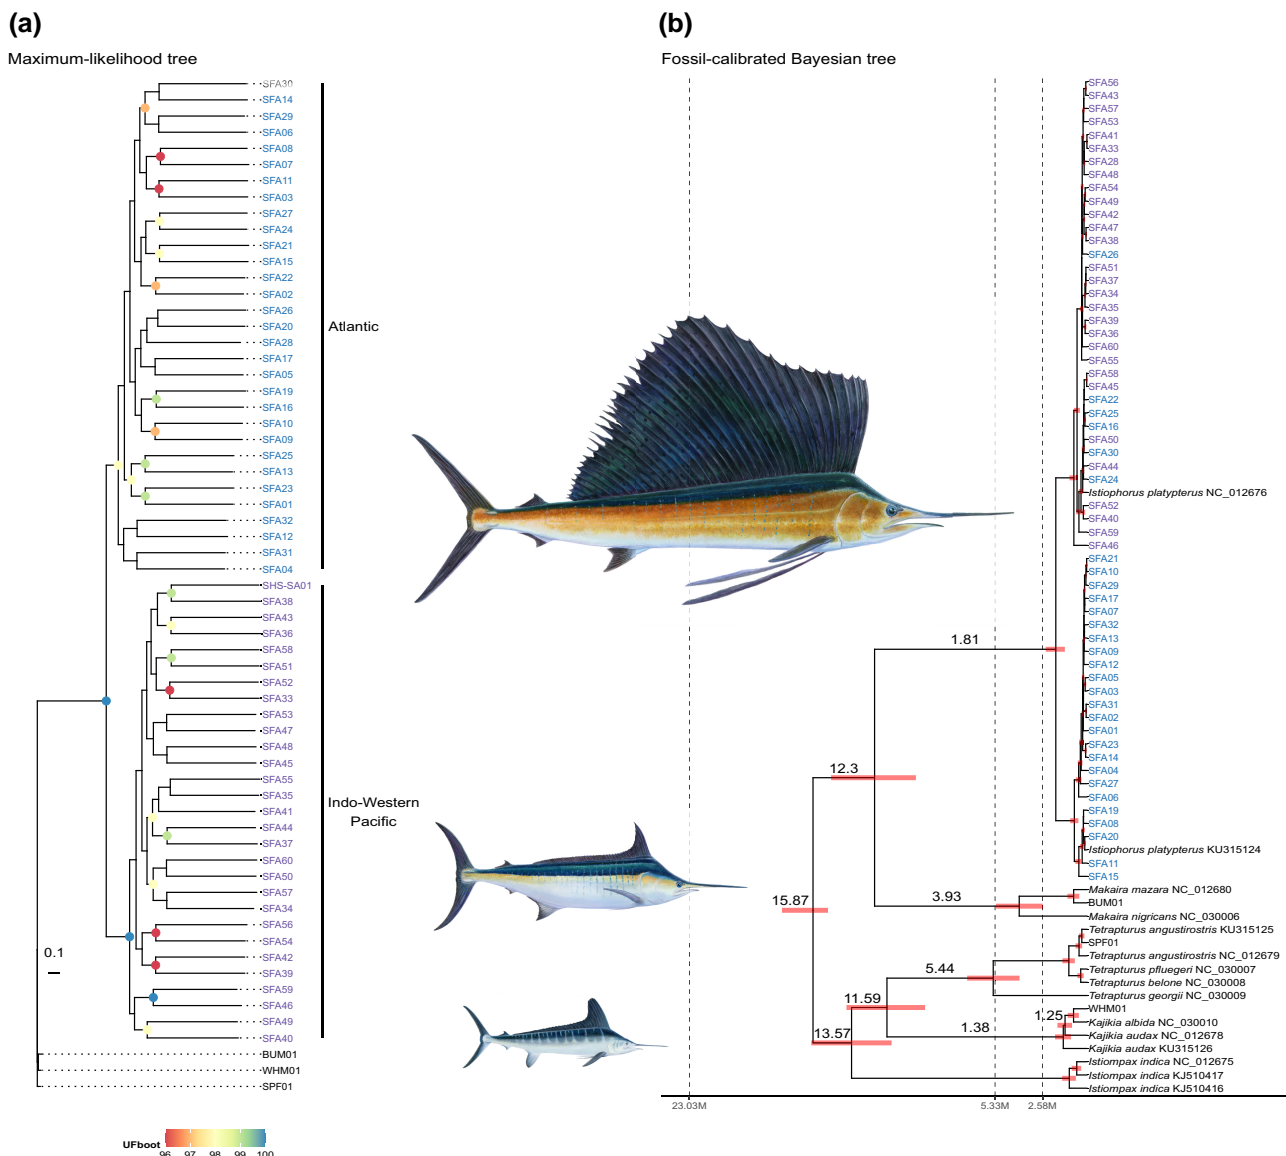 (a)
Maximum-likelihood tree
SFA30
SFA14
SFA29
SFA06
SFA08
SFA07
SFA11
SFA03
SFA27
SFA24
SFA21
SFA15
SFA22
SFA02
SFA26
SFA20
SFA28
SFA17
SFA05
SFA19
SFA16
SFA10
SFA09
SFA25
SFA13
SFA23
SFA01
SFA32
SFA12
SFA31
SFA04
Atlantic
SHS-SA01
SFA38
SFA43
SFA36
SFA58
SFA51
SFA52
SFA33
SFA53
SFA47
SFA48
SFA45
SFA55
SFA35
SFA41
SFA44
SFA37
SFA60
SFA50
SFA57
SFA34
SFA56
SFA54
SFA42
SFA39
SFA59
SFA46
SFA49
SFA40
Indo-Western
Pacific
BUM01
WHM01
SPF01
0.1
UFboot
96 97 98 99 100
(b)
Fossil-calibrated Bayesian tree
SFA56
SFA43
SFA57
SFA53
SFA41
SFA33
SFA28
SFA48
SFA54
SFA49
SFA42
SFA47
SFA38
SFA26
SFA51
SFA37
SFA34
SFA35
SFA39
SFA36
SFA60
SFA55
SFA58
SFA45
SFA22
SFA25
SFA16
SFA50
SFA30
SFA44
SFA24
Istiophorus platypterus NC_012676
SFA52
SFA40
SFA59
SFA46
SFA21
SFA10
SFA29
SFA17
SFA07
SFA32
SFA13
SFA09
SFA12
SFA05
SFA03
SFA31
SFA02
SFA01
SFA23
SFA14
SFA04
SFA27
SFA06
SFA19
SFA08
SFA20
Istiophorus platypterus KU315124
SFA11
SFA15
Makaira mazara NC_012680
BUM01
Makaira nigricans NC_030006
Tetrapturus angustirostris KU315125
SPF01
Tetrapturus angustirostris NC_012679
Tetrapturus pfluegeri NC_030007
Tetrapturus belone NC_030008
Tetrapturus georgii NC_030009
WHM01
Kajikia albida NC_030010
Kajikia audax NC_012678
Kajikia audax KU315126
Istiompax indica NC_012675
Istiompax indica KJ510417
Istiompax indica KJ510416
1.81
12.3
3.93
15.87
5.44
11.59
1.25
1.38
13.57
23.03M
5.33M
2.58M